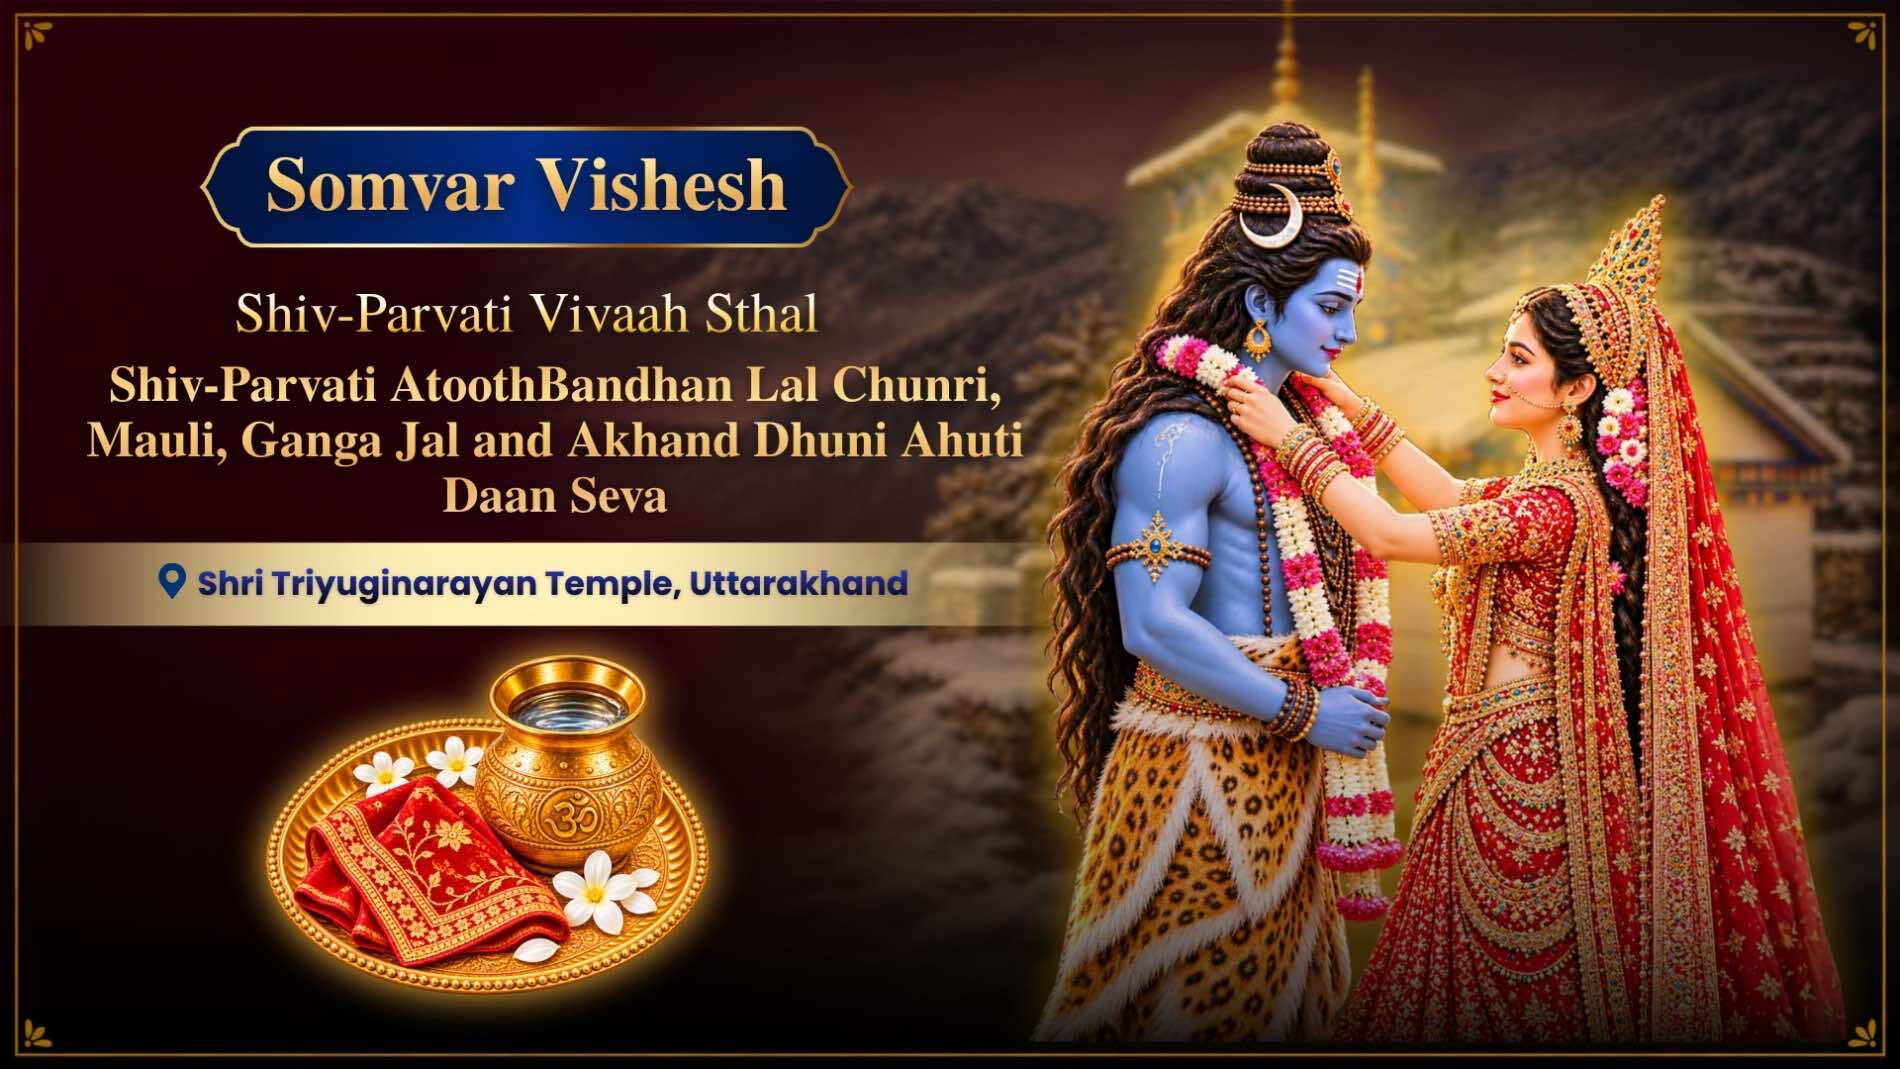 Somvar Vishesh
Shiv-Parvati Vivaah Sthal
Shiv-Parvati AtoothBandhan Lal Chunri,
Mauli, Ganga Jal and Akhand Dhuni Ahuti
Daan Seva
Shri Triyuginarayan Temple, Uttarakhand
ॐ